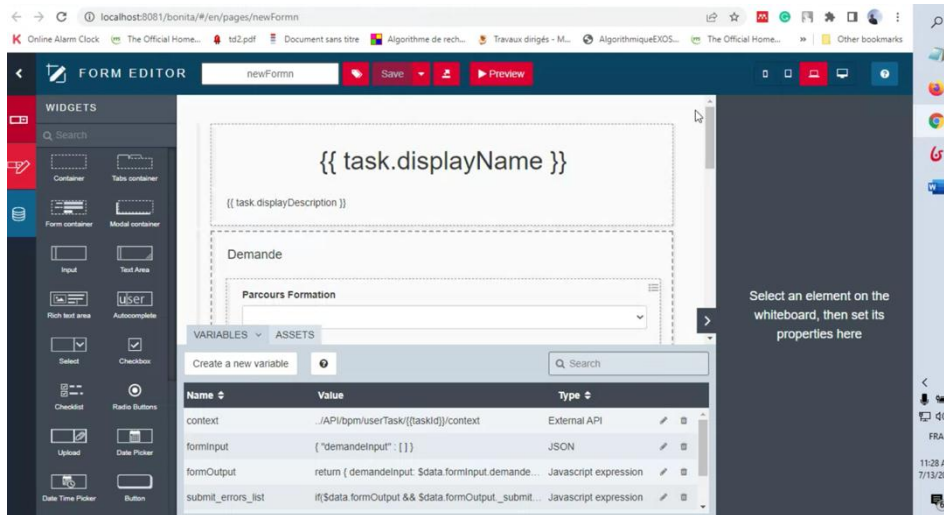 localhost:8081/bonita/#/en/pages/newFormn
Online Alarm Clock The Official Home... td2.pdf Document sans titre Algorithme de rech... Travaux dirigés - M... AlgorithmiqueEXOS... The Official Home... » Other bookmarks
FORM EDITOR newFormn Save Preview
WIDGETS
Search
Container Tabs container
Form container Modal container
Input Text Area
Rich text area user Autocomplete
Select Checkbox
Checklist Radio Buttons
Upload Date Picker
Date Time Picker Button
{{ task.displayName }}
{{ task.displayDescription }}
Demande
Parcours Formation
VARIABLES ASSETS
Create a new variable Search
Name Value Type
context ../API/bpm/userTask/{{taskId}}/context External API
formInput { "demandeInput" : [ ] } JSON
formOutput return { demandeInput: $data.formInput.demande... Javascript expression
submit_errors_list if($data.formOutput && $data.formOutput._submit... Javascript expression
Select an element on the
whiteboard, then set its
properties here
FRA
11:28 A
7/13/20